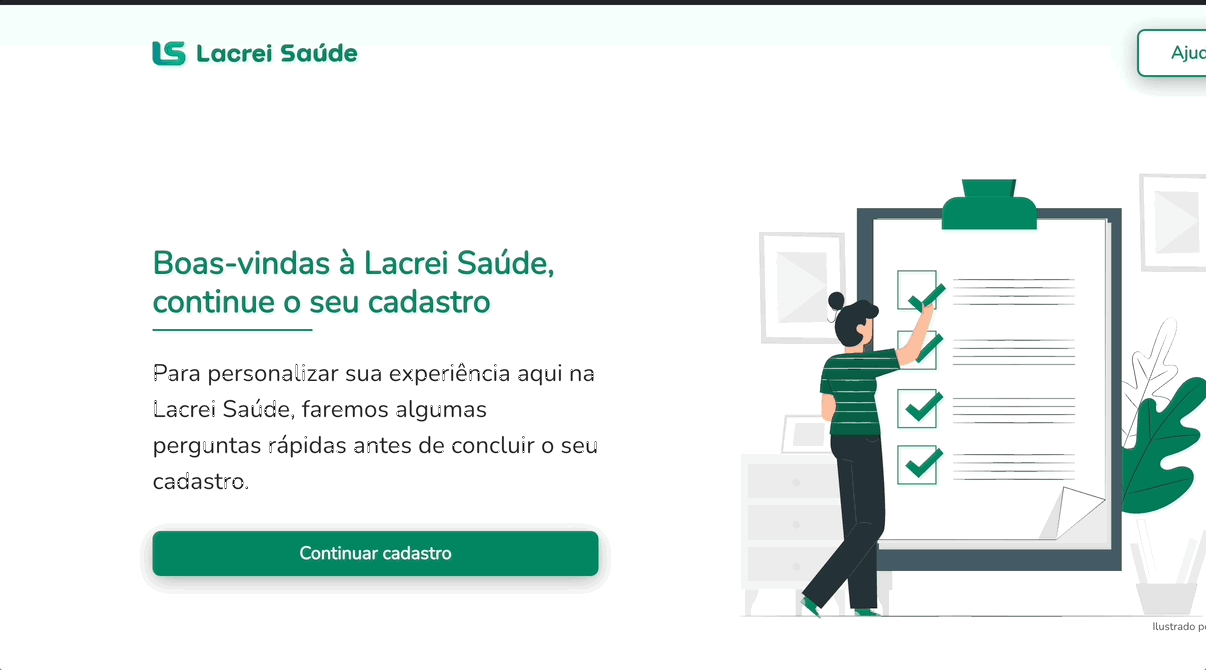 Lacrei Saúde
Boas-vindas à Lacrei Saúde,
continue o seu cadastro
Para personalizar sua experiência aqui na
Lacrei Saúde, faremos algumas
perguntas rápidas antes de concluir o seu
cadastro.
Continuar cadastro
Ilustrado